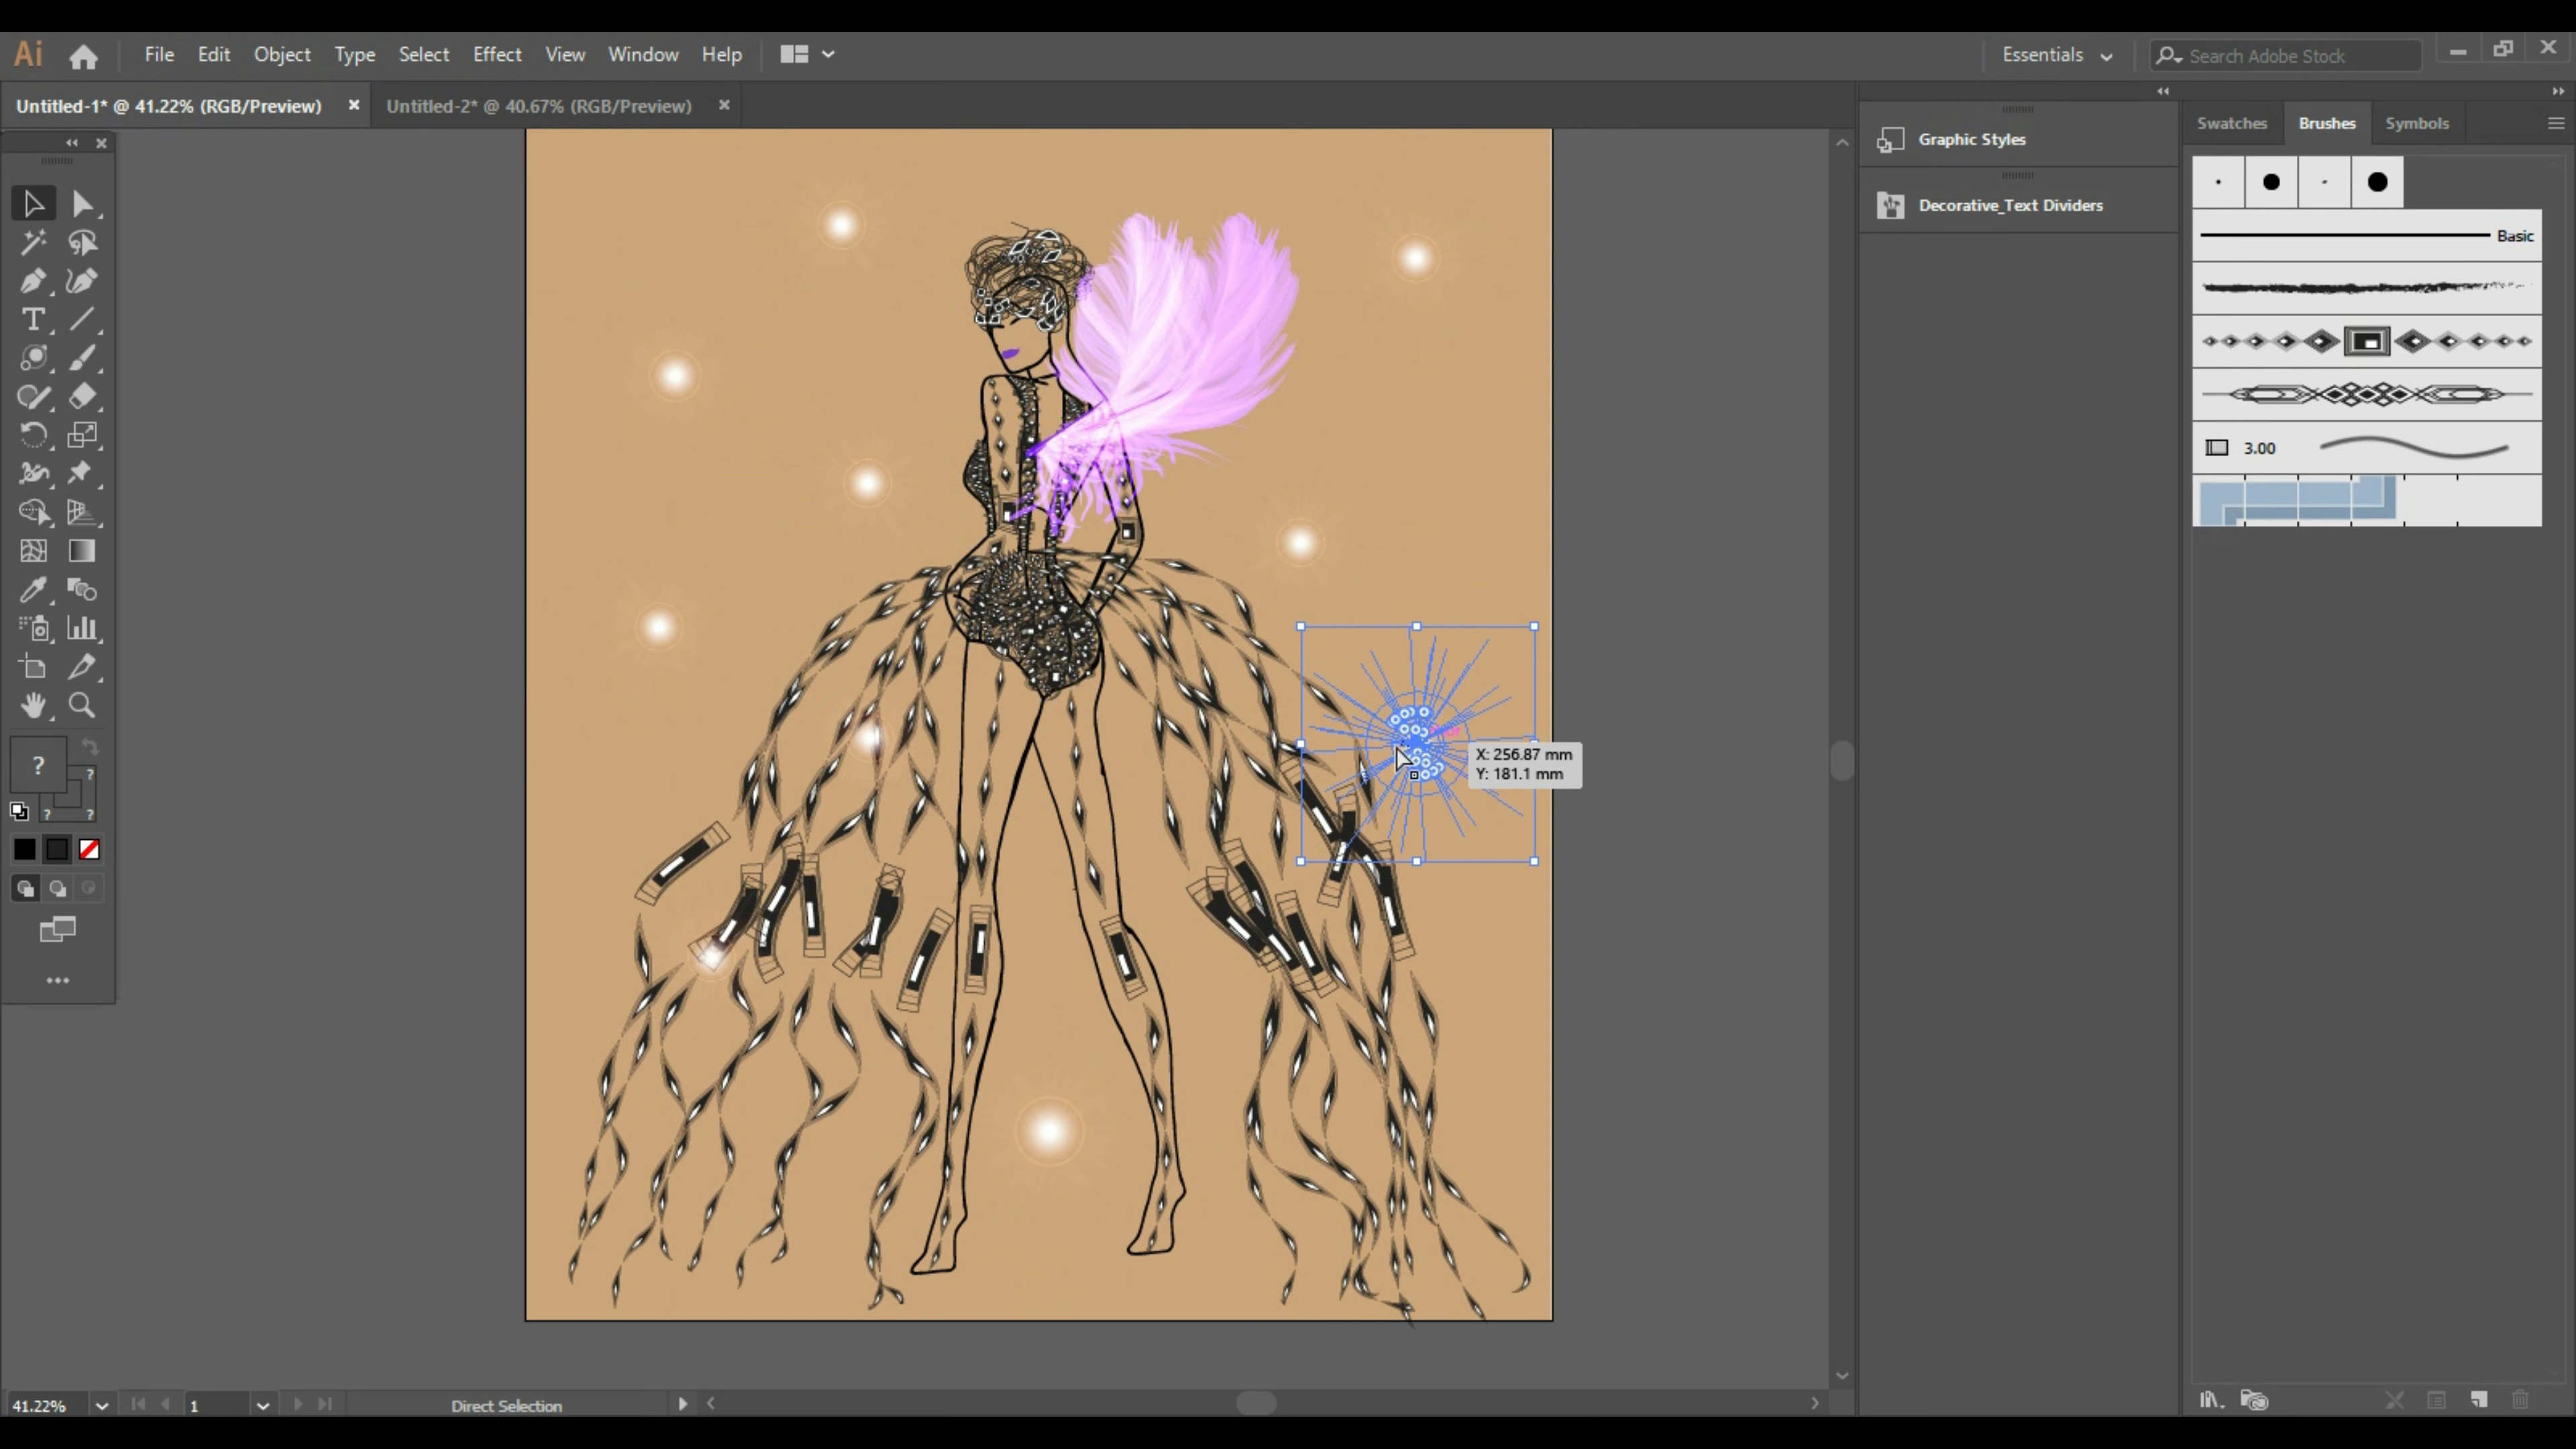 Ai File Edit Object Type Select Effect View Window Help Essentials Search Adobe Stock
Untitled-1* @ 41.22% (RGB/Preview) Untitled-2* @ 40.67% (RGB/Preview)
Graphic Styles
Decorative_Text Dividers
Swatches Brushes Symbols
Basic
3.00
X: 256.87 mm
Y: 181.1 mm
?
?
? ?
41.22% 1 Direct Selection